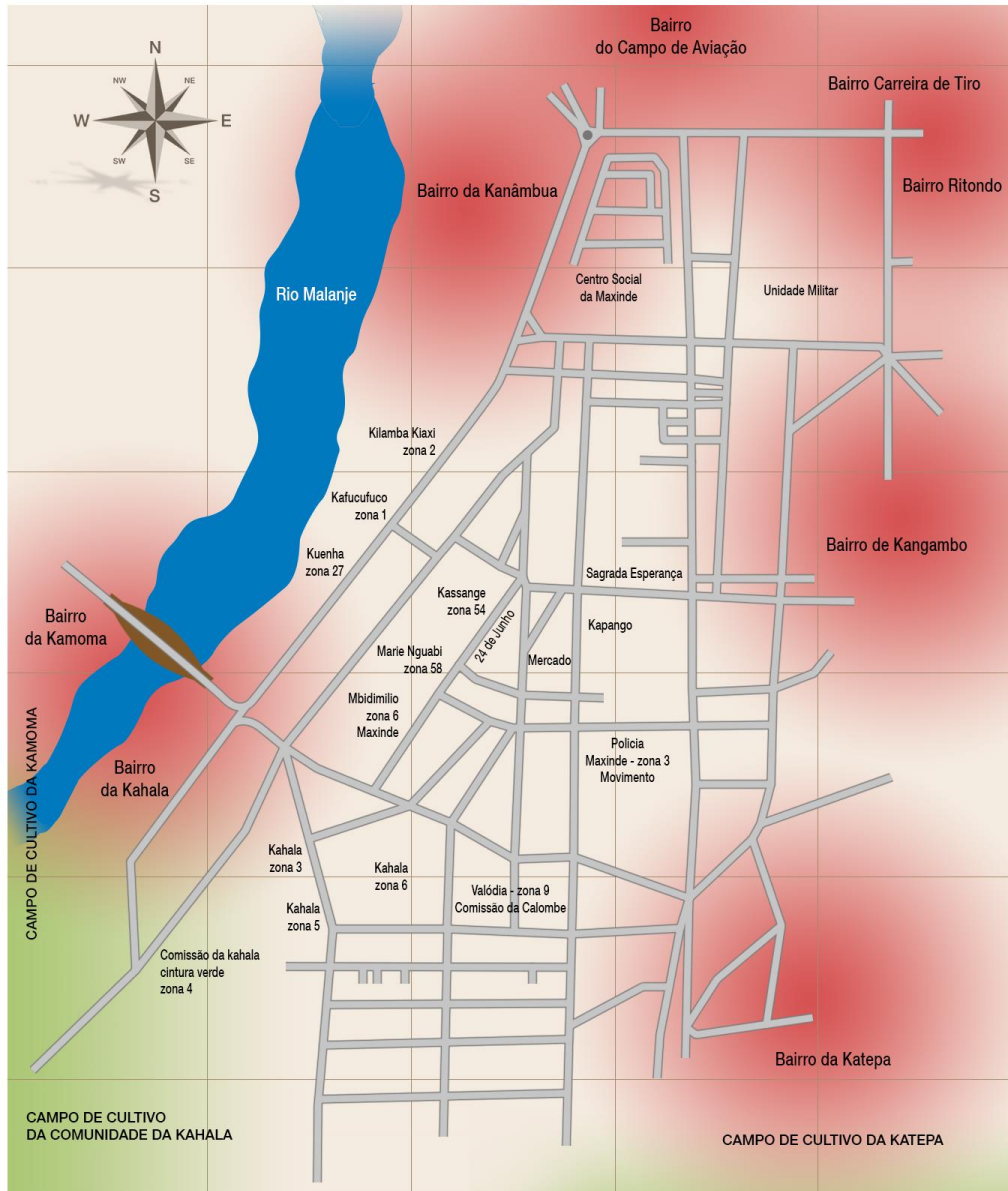 Bairro
do Campo de Aviação
N
NW
NE
W
E
SW
SE
S
Bairro Carreira de Tiro
Bairro da Kanâmbua
Bairro Ritondo
Rio Malanje
Centro Social
da Maxinde
Unidade Militar
Kilamba Kiaxi
zona 2
Kafucufuco
zona 1
Kuenha
zona 27
Bairro de Kangambo
Sagrada Esperança
Kassange
zona 54
24 de Junho
Kapango
Bairro
da Kamoma
Marie Nguabi
zona 58
Mercado
Mbidimilio
zona 6
Maxinde
Policia
Maxinde - zona 3
Movimento
Bairro
da Kahala
CAMPO DE CULTIVO DA KAMOMA
Kahala
zona 3
Kahala
zona 6
Valódia - zona 9
Comissão da Calombe
Kahala
zona 5
Comissão da kahala
cintura verde
zona 4
Bairro da Katepa
CAMPO DE CULTIVO
DA COMUNIDADE DA KAHALA
CAMPO DE CULTIVO DA KATEPA